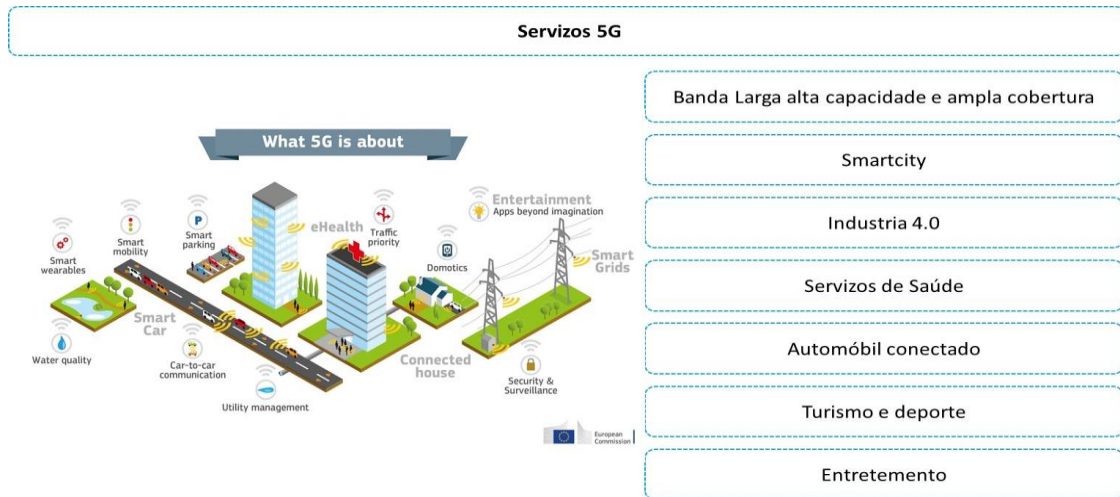 Servizos 5G
What 5G is about
Smart
wearables
Smart
mobility
P
Smart
parking
eHealth
Traffic
priority
Entertainment
Apps beyond imagination
Domotics
Smart
Grids
Smart
Car
Water quality
Car-to-car
communication
Utility management
Connected
house
Security &
Surveillance
European
Commission
Banda Larga alta capacidade e ampla cobertura
Smartcity
Industria 4.0
Servizos de Saúde
Automóbil conectado
Turismo e deporte
Entretemento